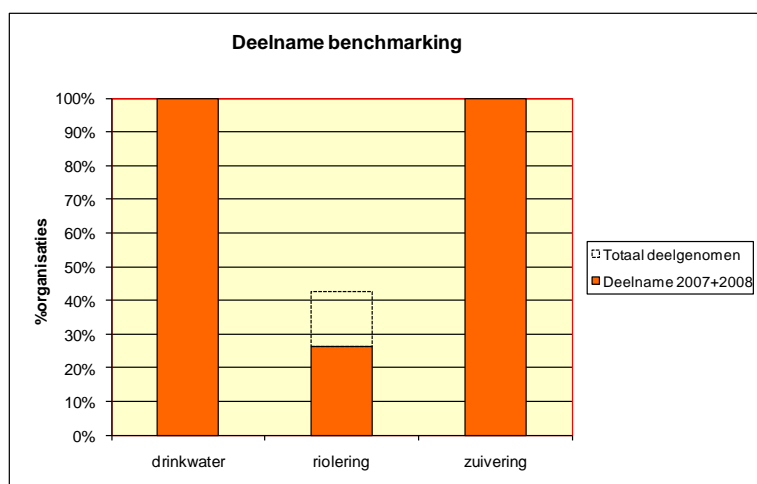 Deelname benchmarking
%organisaties
100%
90%
80%
70%
60%
50%
40%
30%
20%
10%
0%
drinkwater
riolering
zuivering
Totaal deelgenomen
Deelname 2007+2008